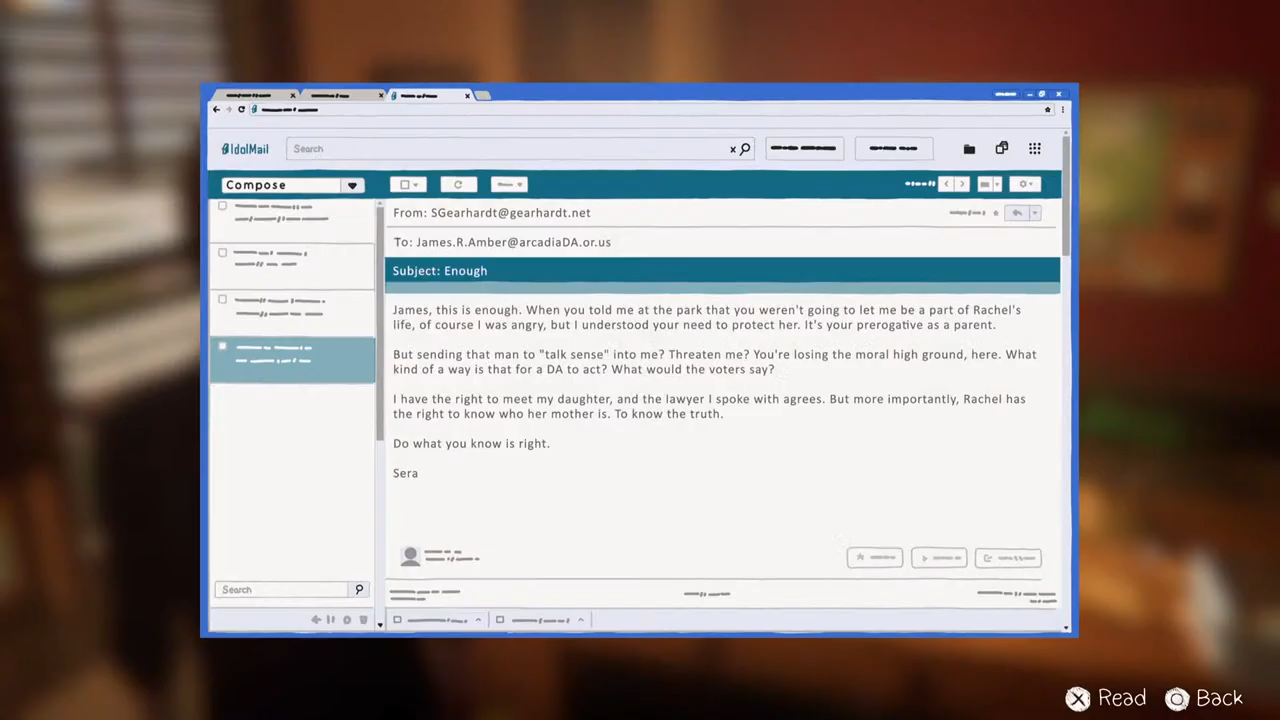 IdolMail
Search
Compose
From: SGearhardt@gearhardt.net
To: James.R.Amber@arcadiaDA.or.us
Subject: Enough
James, this is enough. When you told me at the park that you weren't going to let me be a part of Rachel's
life, of course I was angry, but I understood your need to protect her. It's your prerogative as a parent.
But sending that man to "talk sense" into me? Threaten me? You're losing the moral high ground, here. What
kind of a way is that for a DA to act? What would the voters say?
I have the right to meet my daughter, and the lawyer I spoke with agrees. But more importantly, Rachel has
the right to know who her mother is. To know the truth.
Do what you know is right.
Sera
Search
Read
Back